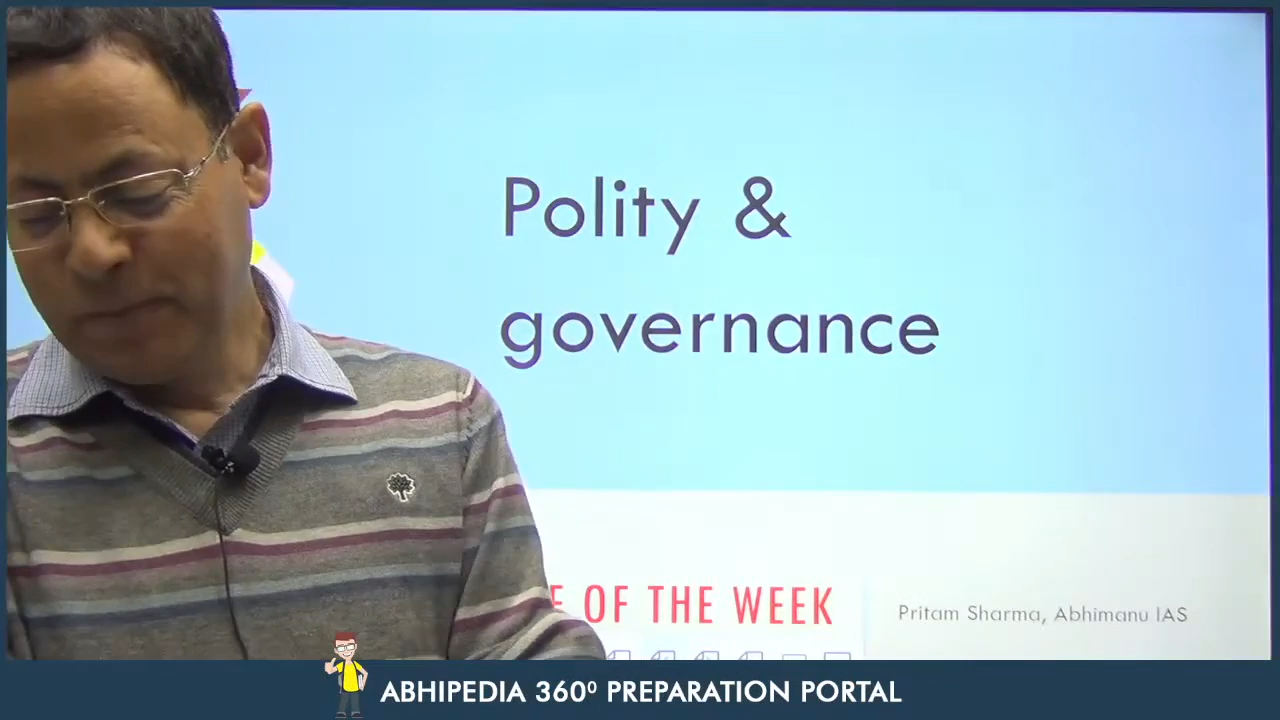 Polity &
governance
OF THE WEEK
Pritam Sharma, Abhimanu IAS
ABHIPEDIA 360⁰ PREPARATION PORTAL